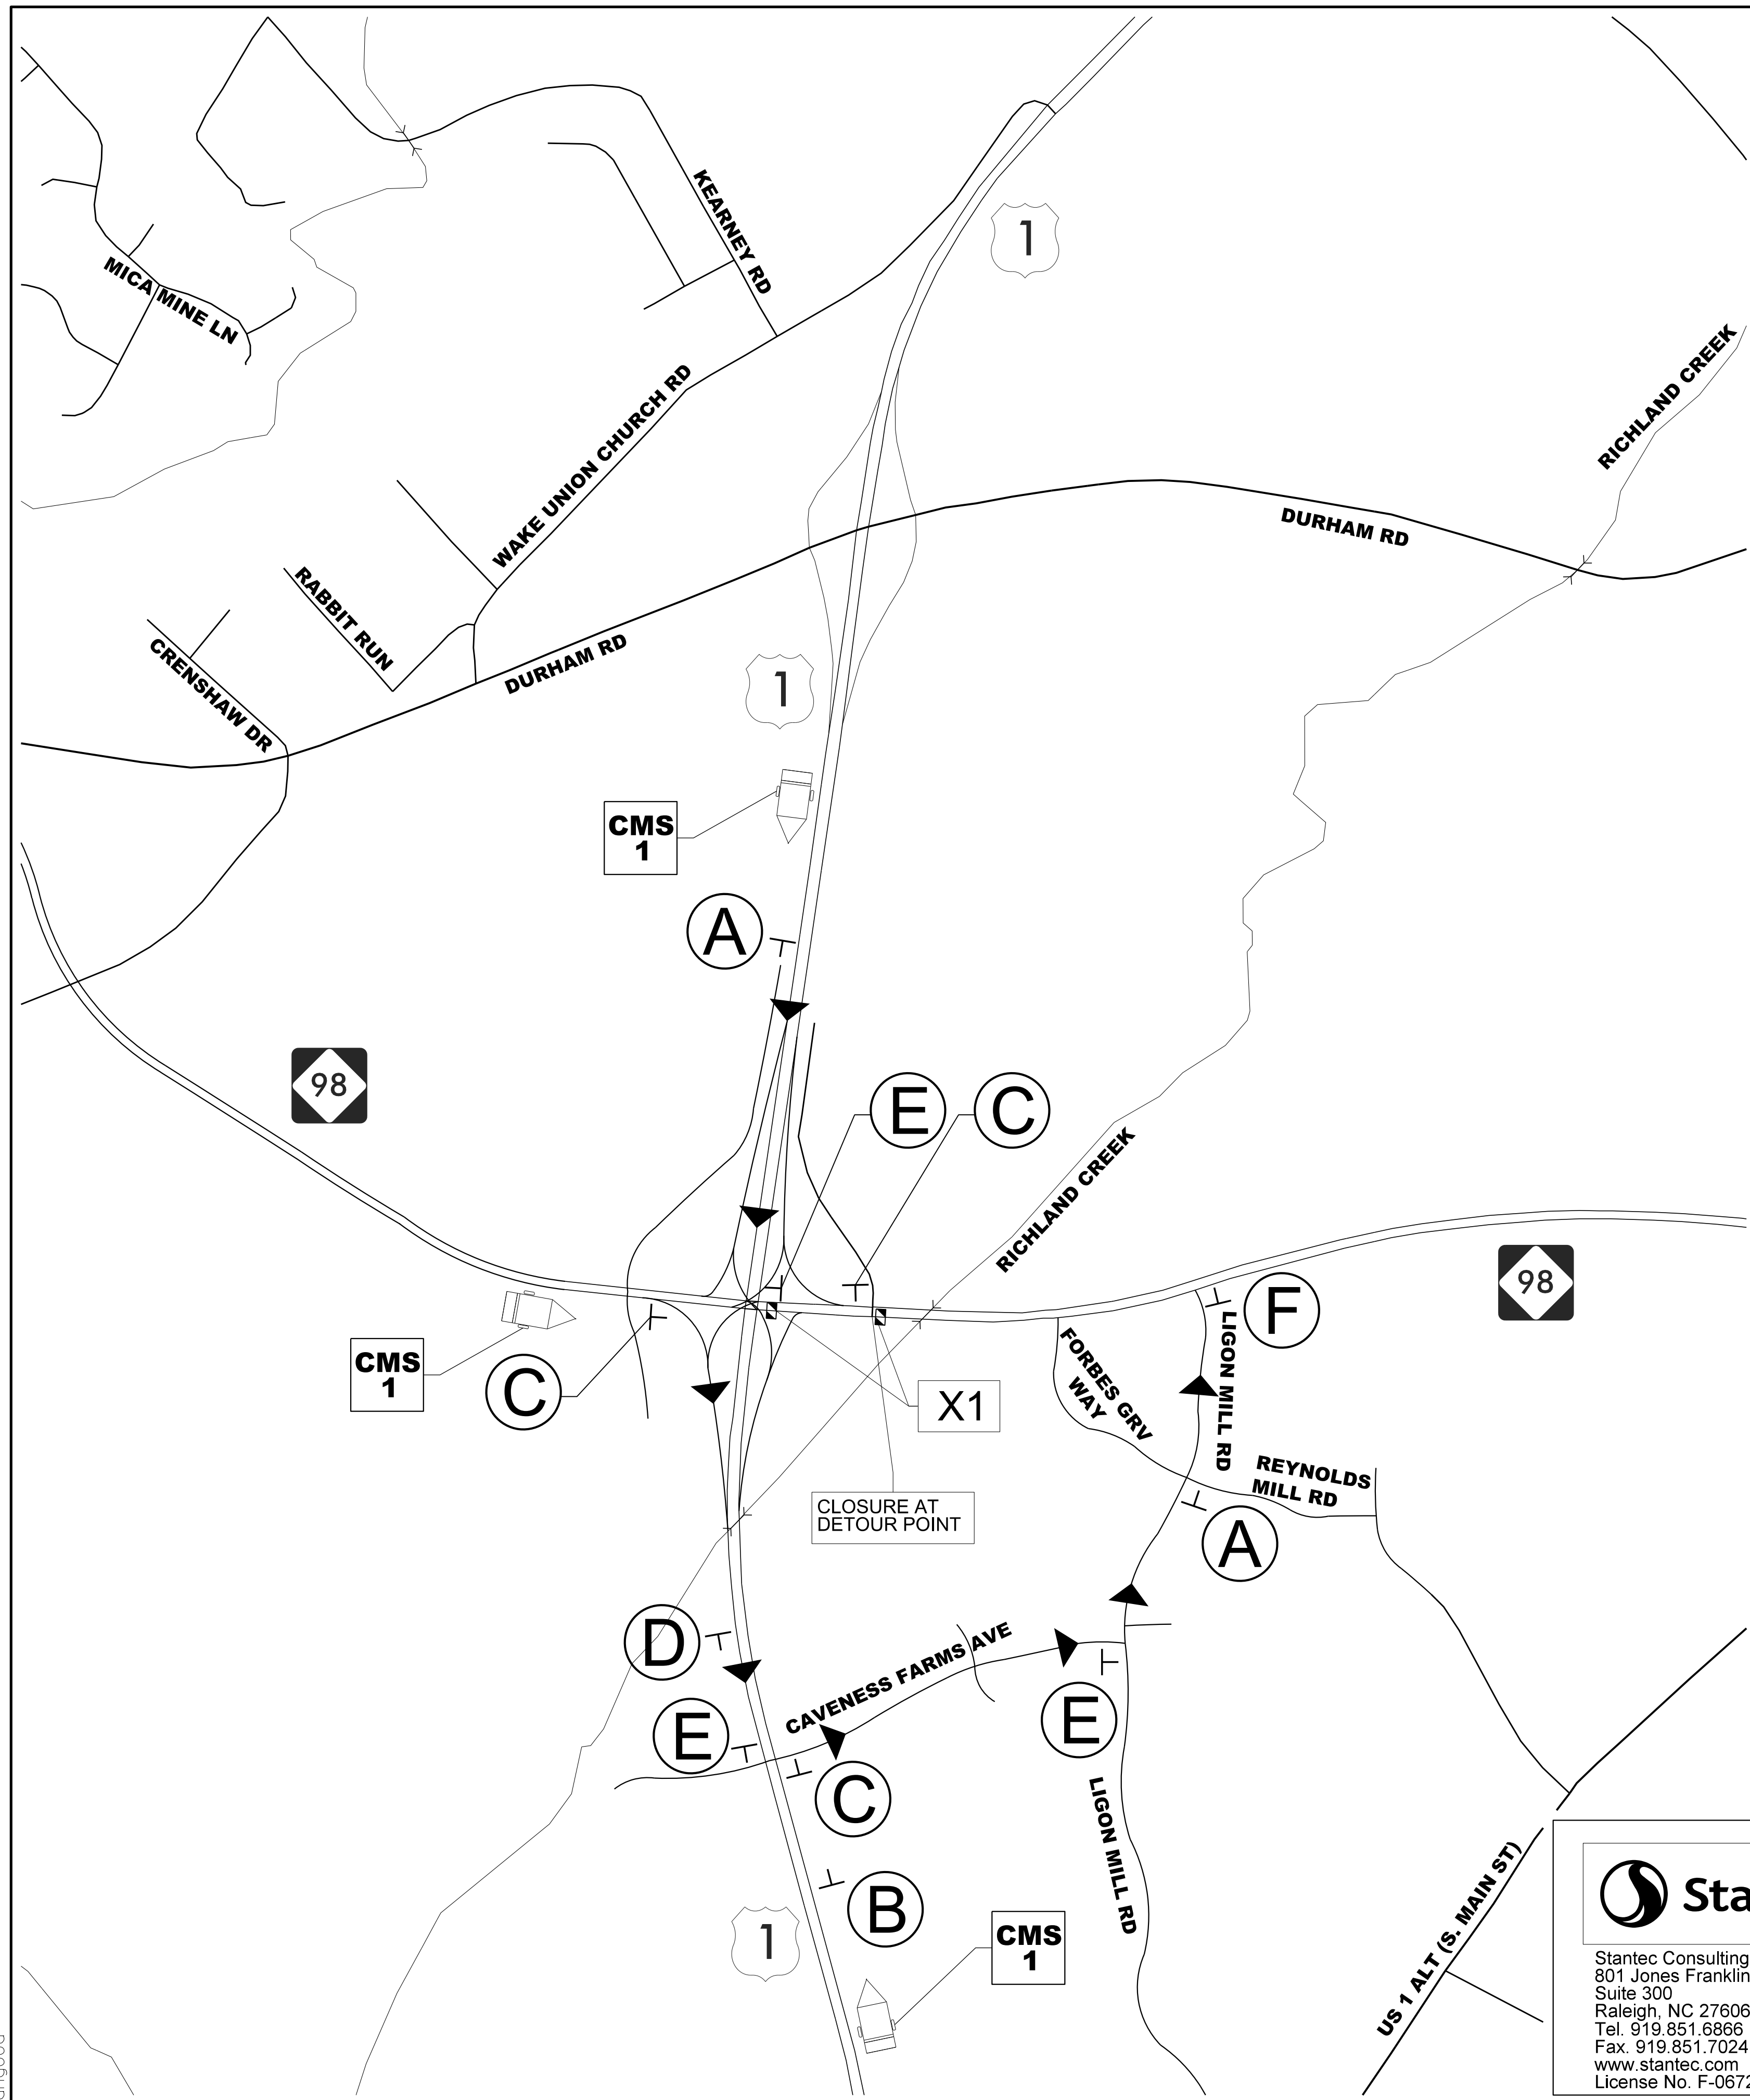 KEARNEY RD
1
MICA MINE LN
RICHLAND CREEK
WAKE UNION CHURCH RD
DURHAM RD
RABBIT RUN
CRENSHAW DR
DURHAM RD
1
CMS
1
A
98
E
C
RICHLAND CREEK
98
F
LIGON MILL RD
FORBES GRV
WAY
CMS
1
C
X1
REYNOLDS
MILL RD
CLOSURE AT
DETOUR POINT
A
D
CAVENESS FARMS AVE
E
E
C
LIGON MILL RD
B
1
CMS
1
US 1 ALT (S. MAIN ST)
Sta
Stantec Consulting
801 Jones Franklin
Suite 300
Raleigh, NC 27606
Tel. 919.851.6866
Fax. 919.851.7024
www.stantec.com
License No. F-0672